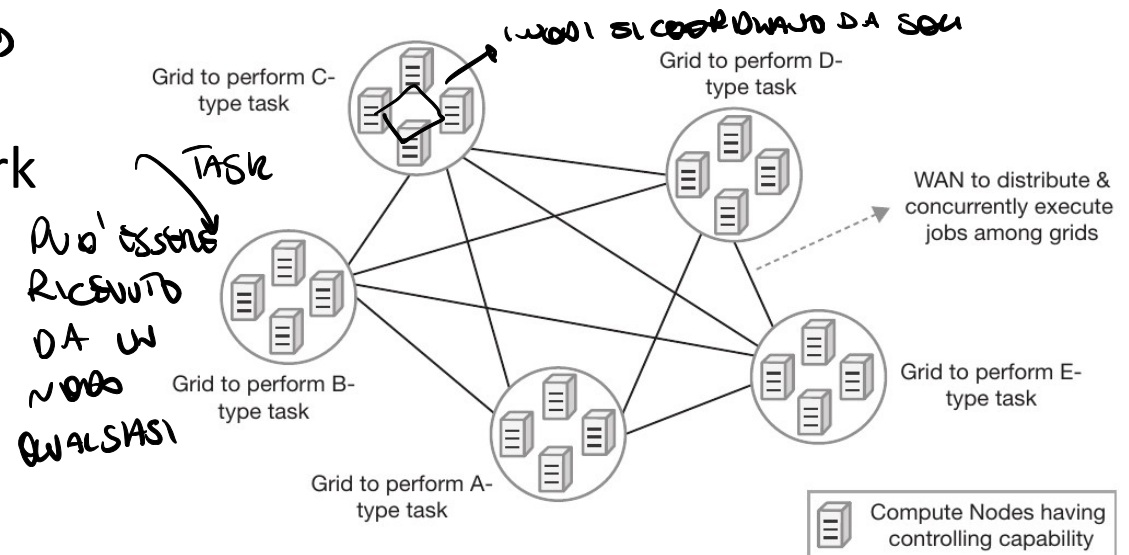 i NODI SI COORDINANO DA SOLI
Grid to perform C-
type task
Grid to perform D-
type task
rk
TASK
PUO' ESSERE
RICEVUTO
DA UN
NODO
QUALSIASI
WAN to distribute &
concurrently execute
jobs among grids
Grid to perform B-
type task
Grid to perform E-
type task
Grid to perform A-
type task
Compute Nodes having
controlling capability